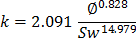 k = 2.091 Ø^0.828 / Sw^14.979